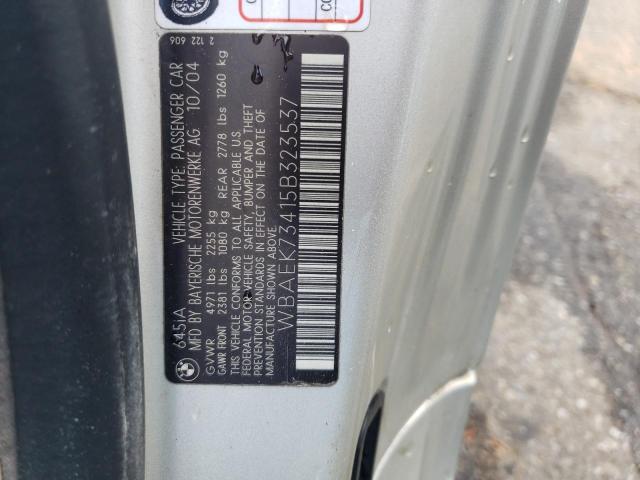 645iA VEHICLE TYPE: PASSENGER CAR 2 122 606
MFD BY BAYERISCHE MOTORENWERKE AG 10/04
GVWR 4971 lbs 2255 kg
GAWR FRONT 2381 lbs 1080 kg REAR 2778 lbs 1260 kg
THIS VEHICLE CONFORMS TO ALL APPLICABLE U.S.
FEDERAL MOTOR VEHICLE SAFETY, BUMPER AND THEFT
PREVENTION STANDARDS IN EFFECT ON THE DATE OF
MANUFACTURE SHOWN ABOVE.
WBAEK73415B323537